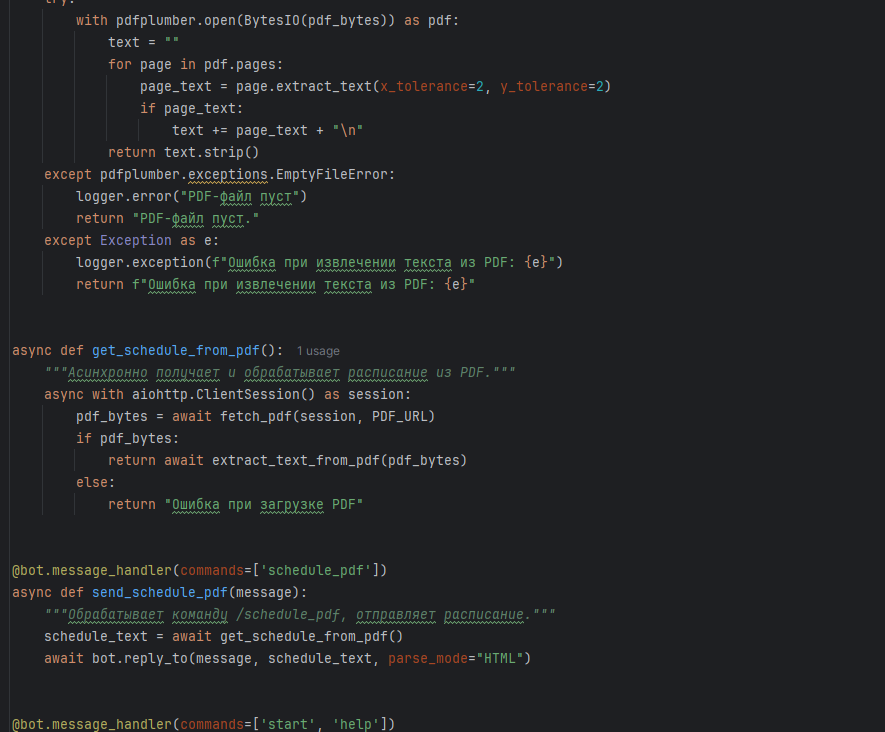 try:
with pdfplumber.open(BytesIO(pdf_bytes)) as pdf:
text = ""
for page in pdf.pages:
page_text = page.extract_text(x_tolerance=2, y_tolerance=2)
if page_text:
text += page_text + "\n"
return text.strip()
except pdfplumber.exceptions.EmptyFileError:
logger.error("PDF-файл пуст")
return "PDF-файл пуст."
except Exception as e:
logger.exception(f"Ошибка при извлечении текста из PDF: {e}")
return f"Ошибка при извлечении текста из PDF: {e}"
async def get_schedule_from_pdf(): 1 usage
"""Асинхронно получает и обрабатывает расписание из PDF."""
async with aiohttp.ClientSession() as session:
pdf_bytes = await fetch_pdf(session, PDF_URL)
if pdf_bytes:
return await extract_text_from_pdf(pdf_bytes)
else:
return "Ошибка при загрузке PDF"
@bot.message_handler(commands=['schedule_pdf'])
async def send_schedule_pdf(message):
"""Обрабатывает команду /schedule_pdf, отправляет расписание."""
schedule_text = await get_schedule_from_pdf()
await bot.reply_to(message, schedule_text, parse_mode="HTML")
@bot.message_handler(commands=['start', 'help'])